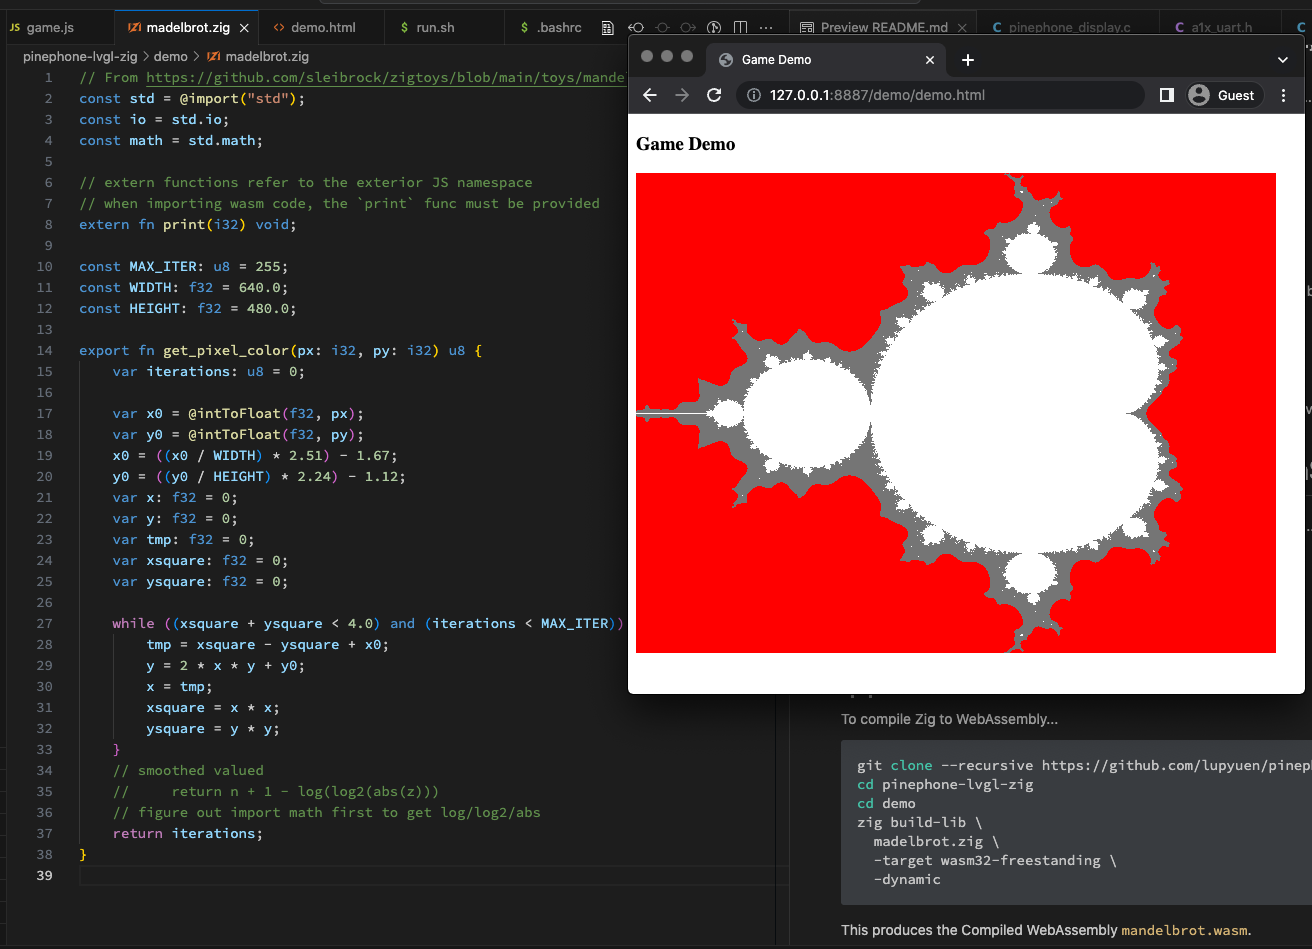 JS game.js
madelbrot.zig
<> demo.html
$ run.sh
$ .bashrc
Preview README.md
C pinephone_display.c
C a1x_uart.h
pinephone-lvgl-zig > demo > madelbrot.zig
1 // From https://github.com/sleibrock/zigtoys/blob/main/toys/mandel
2 const std = @import("std");
3 const io = std.io;
4 const math = std.math;
5
6 // extern functions refer to the exterior JS namespace
7 // when importing wasm code, the `print` func must be provided
8 extern fn print(i32) void;
9
10 const MAX_ITER: u8 = 255;
11 const WIDTH: f32 = 640.0;
12 const HEIGHT: f32 = 480.0;
13
14 export fn get_pixel_color(px: i32, py: i32) u8 {
15 var iterations: u8 = 0;
16
17 var x0 = @intToFloat(f32, px);
18 var y0 = @intToFloat(f32, py);
19 x0 = ((x0 / WIDTH) * 2.51) - 1.67;
20 y0 = ((y0 / HEIGHT) * 2.24) - 1.12;
21 var x: f32 = 0;
22 var y: f32 = 0;
23 var tmp: f32 = 0;
24 var xsquare: f32 = 0;
25 var ysquare: f32 = 0;
26
27 while ((xsquare + ysquare < 4.0) and (iterations < MAX_ITER))
28 tmp = xsquare - ysquare + x0;
29 y = 2 * x * y + y0;
30 x = tmp;
31 xsquare = x * x;
32 ysquare = y * y;
33 }
34 // smoothed valued
35 // return n + 1 - log(log2(abs(z)))
36 // figure out import math first to get log/log2/abs
37 return iterations;
38 }
39
Game Demo
127.0.0.1:8887/demo/demo.html
Guest
Game Demo
To compile Zig to WebAssembly...
git clone --recursive https://github.com/lupyuen/pinep
cd pinephone-lvgl-zig
cd demo
zig build-lib \
madelbrot.zig \
-target wasm32-freestanding \
-dynamic
This produces the Compiled WebAssembly mandelbrot.wasm.